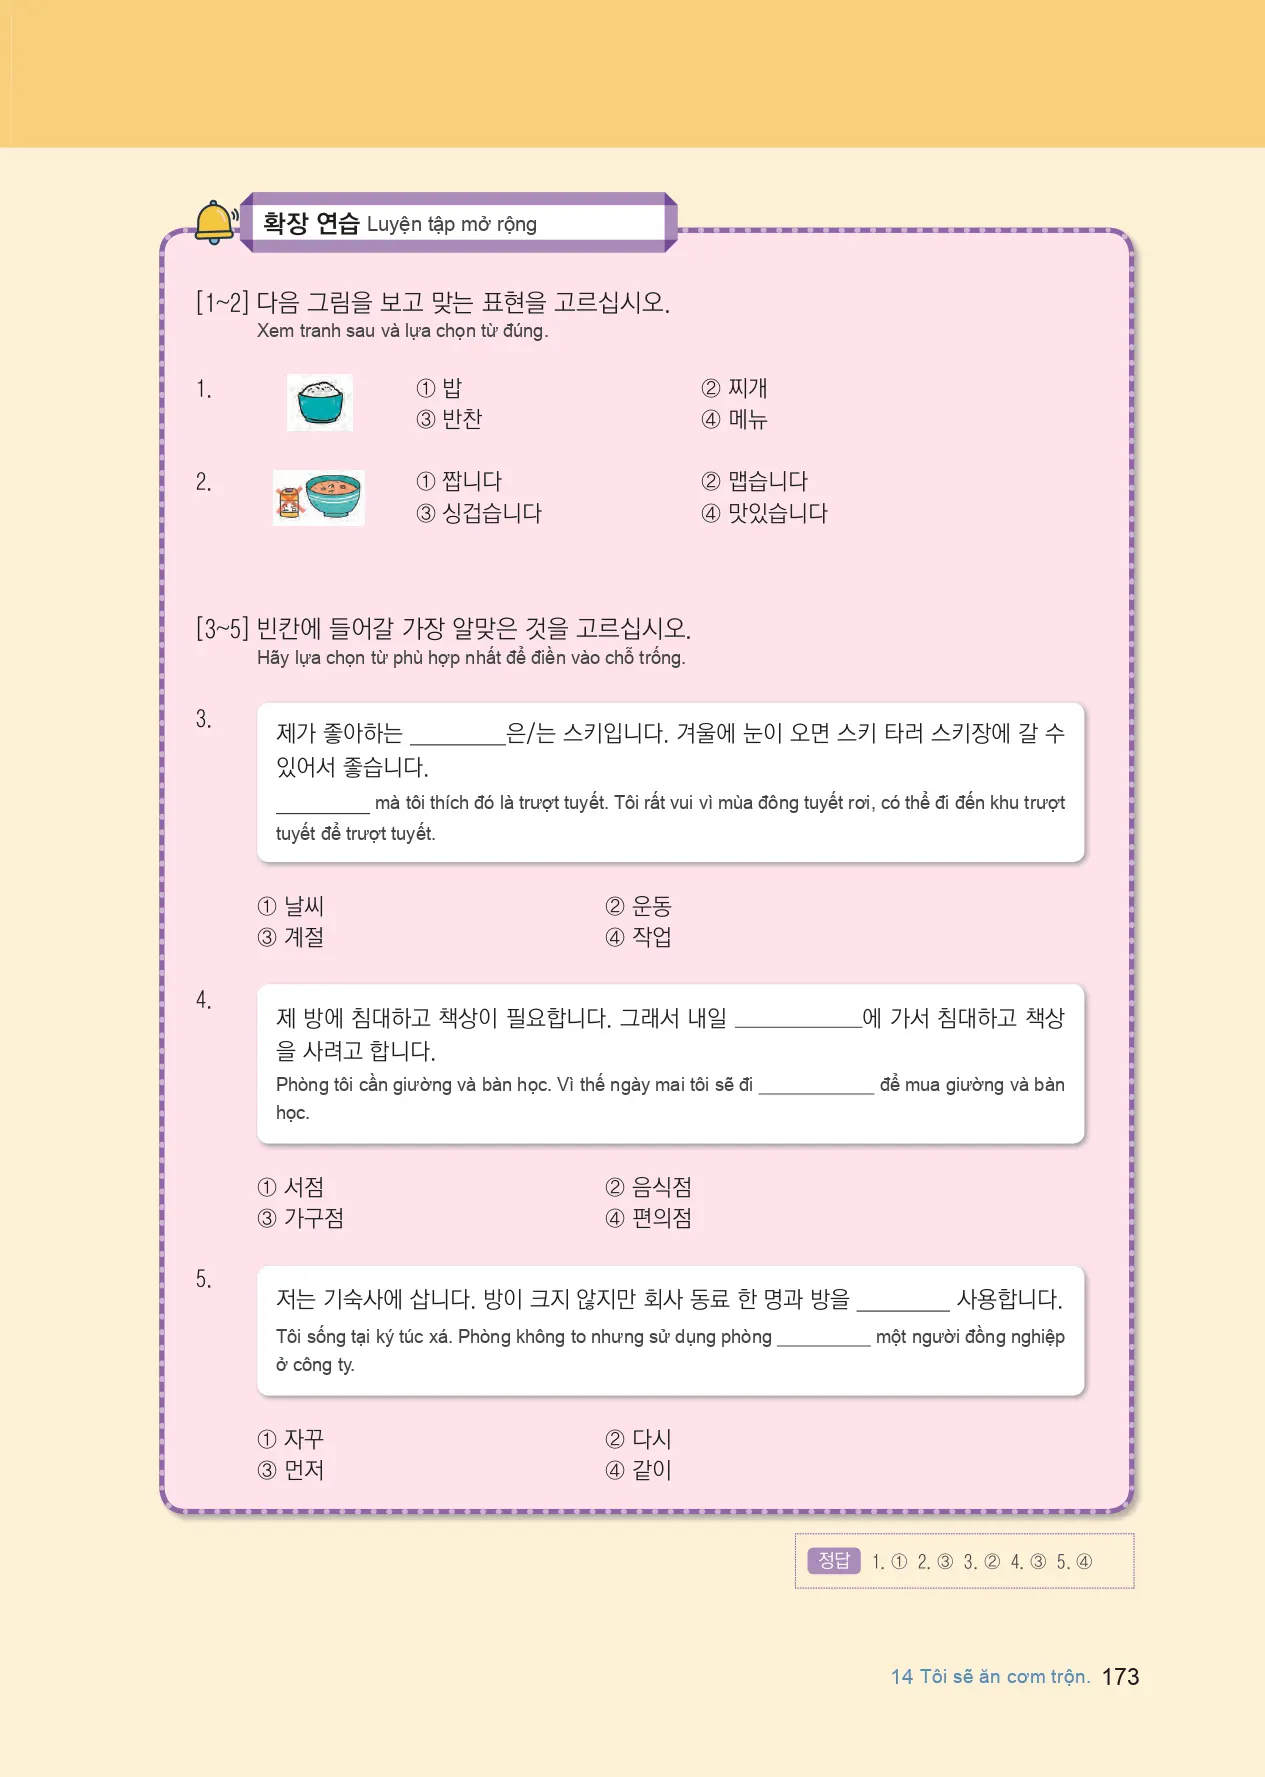 확장 연습 Luyện tập mở rộng
[1~2] 다음 그림을 보고 맞는 표현을 고르십시오.
Xem tranh sau và lựa chọn từ đúng.
1.
① 밥
② 찌개
③ 반찬
④ 메뉴
2.
① 짭니다
② 맵습니다
③ 싱겁습니다
④ 맛있습니다
[3~5] 빈칸에 들어갈 가장 알맞은 것을 고르십시오.
Hãy lựa chọn từ phù hợp nhất để điền vào chỗ trống.
3.
제가 좋아하는 ________은/는 스키입니다. 겨울에 눈이 오면 스키 타러 스키장에 갈 수
있어서 좋습니다.
________ mà tôi thích đó là trượt tuyết. Tôi rất vui vì mùa đông tuyết rơi, có thể đi đến khu trượt
tuyết để trượt tuyết.
① 날씨
② 운동
③ 계절
④ 작업
4.
제 방에 침대하고 책상이 필요합니다. 그래서 내일 ___________에 가서 침대하고 책상
을 사려고 합니다.
Phòng tôi cần giường và bàn học. Vì thế ngày mai tôi sẽ đi ___________ để mua giường và bàn
học.
① 서점
② 음식점
③ 가구점
④ 편의점
5.
저는 기숙사에 삽니다. 방이 크지 않지만 회사 동료 한 명과 방을 ________ 사용합니다.
Tôi sống tại ký túc xá. Phòng không to nhưng sử dụng phòng _________ một người đồng nghiệp
ở công ty.
① 자꾸
② 다시
③ 먼저
④ 같이
정답 1. ① 2. ③ 3. ② 4. ③ 5. ④
14 Tôi sẽ ăn cơm trộn. 173